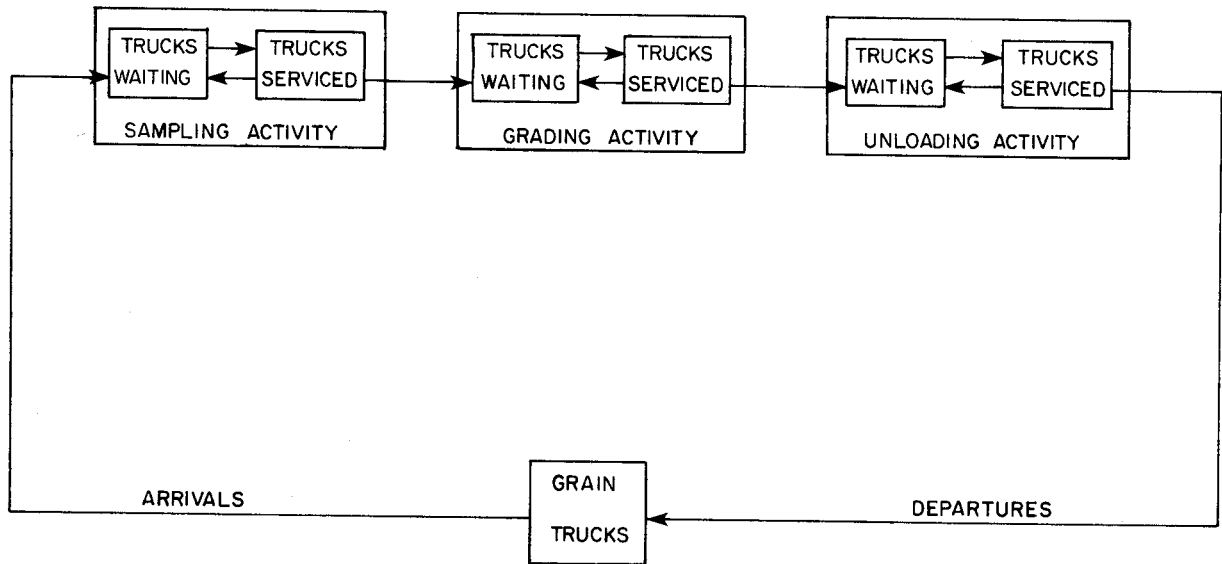 TRUCKS
WAITING
TRUCKS
SERVICED
SAMPLING ACTIVITY
TRUCKS
WAITING
TRUCKS
SERVICED
GRADING ACTIVITY
TRUCKS
WAITING
TRUCKS
SERVICED
UNLOADING ACTIVITY
ARRIVALS
GRAIN
TRUCKS
DEPARTURES